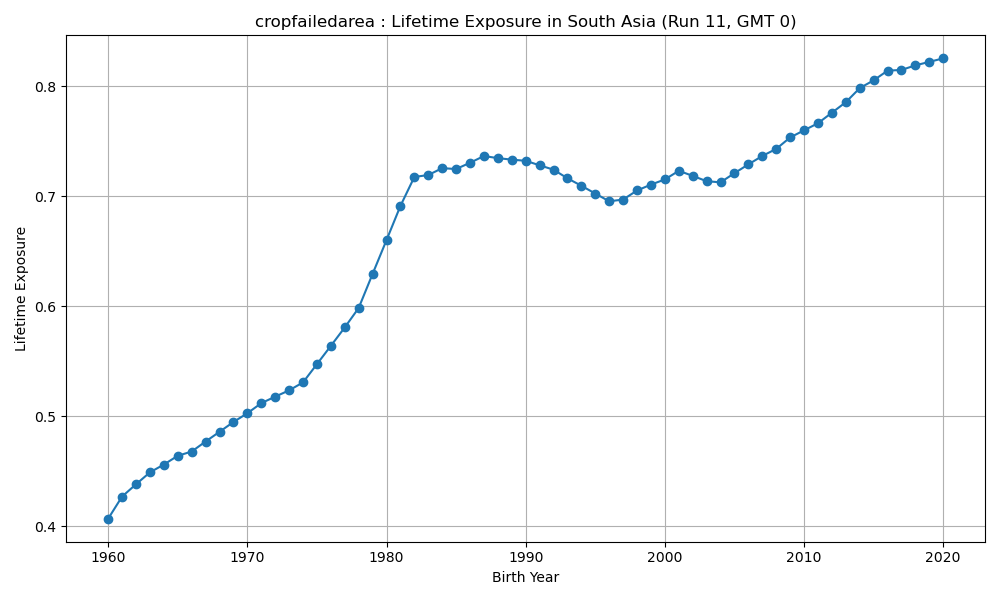 cropfailedarea : Lifetime Exposure in South Asia (Run 11, GMT 0)
Lifetime Exposure
0.8
0.7
0.6
0.5
0.4
1960 1970 1980 1990 2000 2010 2020
Birth Year